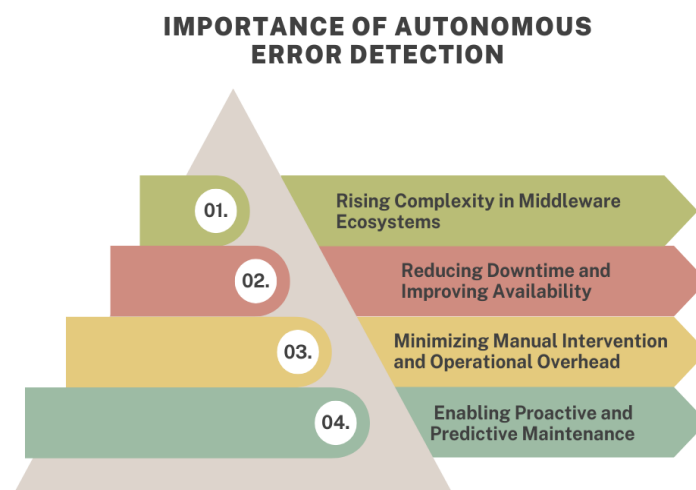 IMPORTANCE OF AUTONOMOUS
ERROR DETECTION
01.
Rising Complexity in Middleware
Ecosystems
02.
Reducing Downtime and
Improving Availability
03.
Minimizing Manual Intervention
and Operational Overhead
04.
Enabling Proactive and
Predictive Maintenance